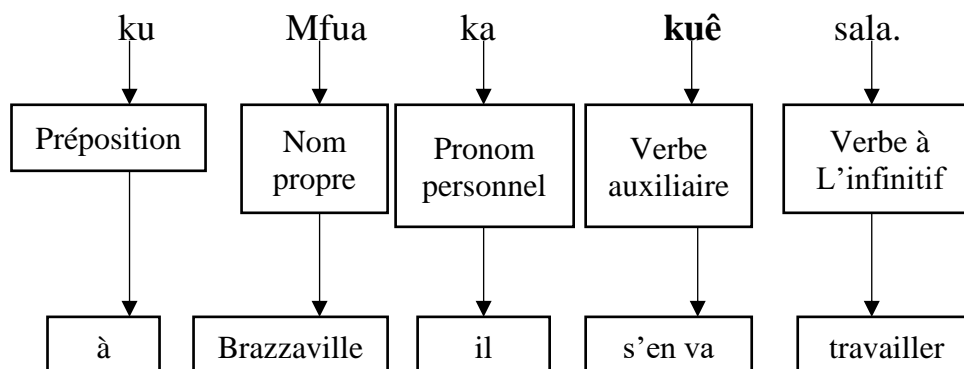 ku Mfua ka kuê sala.
Préposition
Nom
propre
Pronom
personnel
Verbe
auxiliaire
Verbe à
L’infinitif
à
Brazzaville
il
s’en va
travailler